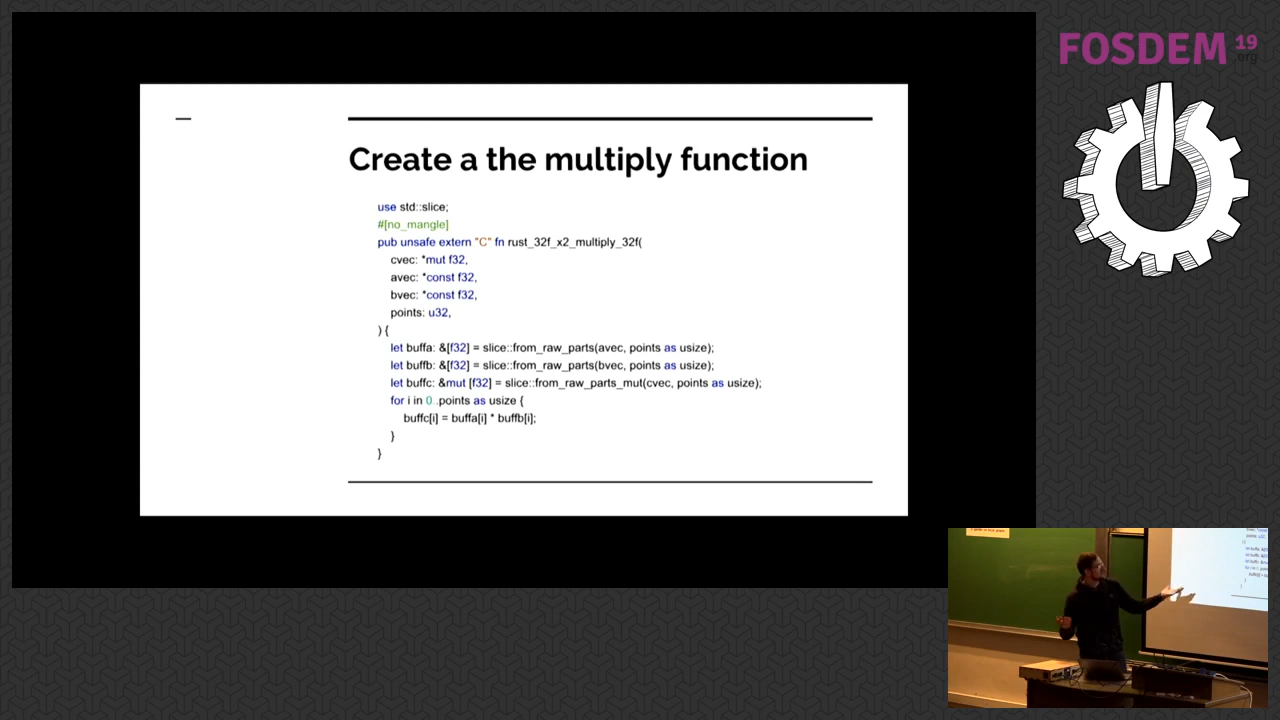 FOSDEM 19
.org
Create a the multiply function
use std::slice;
#[no_mangle]
pub unsafe extern "C" fn rust_32f_x2_multiply_32f(
cvec: *mut f32,
avec: *const f32,
bvec: *const f32,
points: u32,
) {
let buffa: &[f32] = slice::from_raw_parts(avec, points as usize);
let buffb: &[f32] = slice::from_raw_parts(bvec, points as usize);
let buffc: &mut [f32] = slice::from_raw_parts_mut(cvec, points as usize);
for i in 0 .points as usize {
buffc[i] = buffa[i] * buffb[i];
}
}